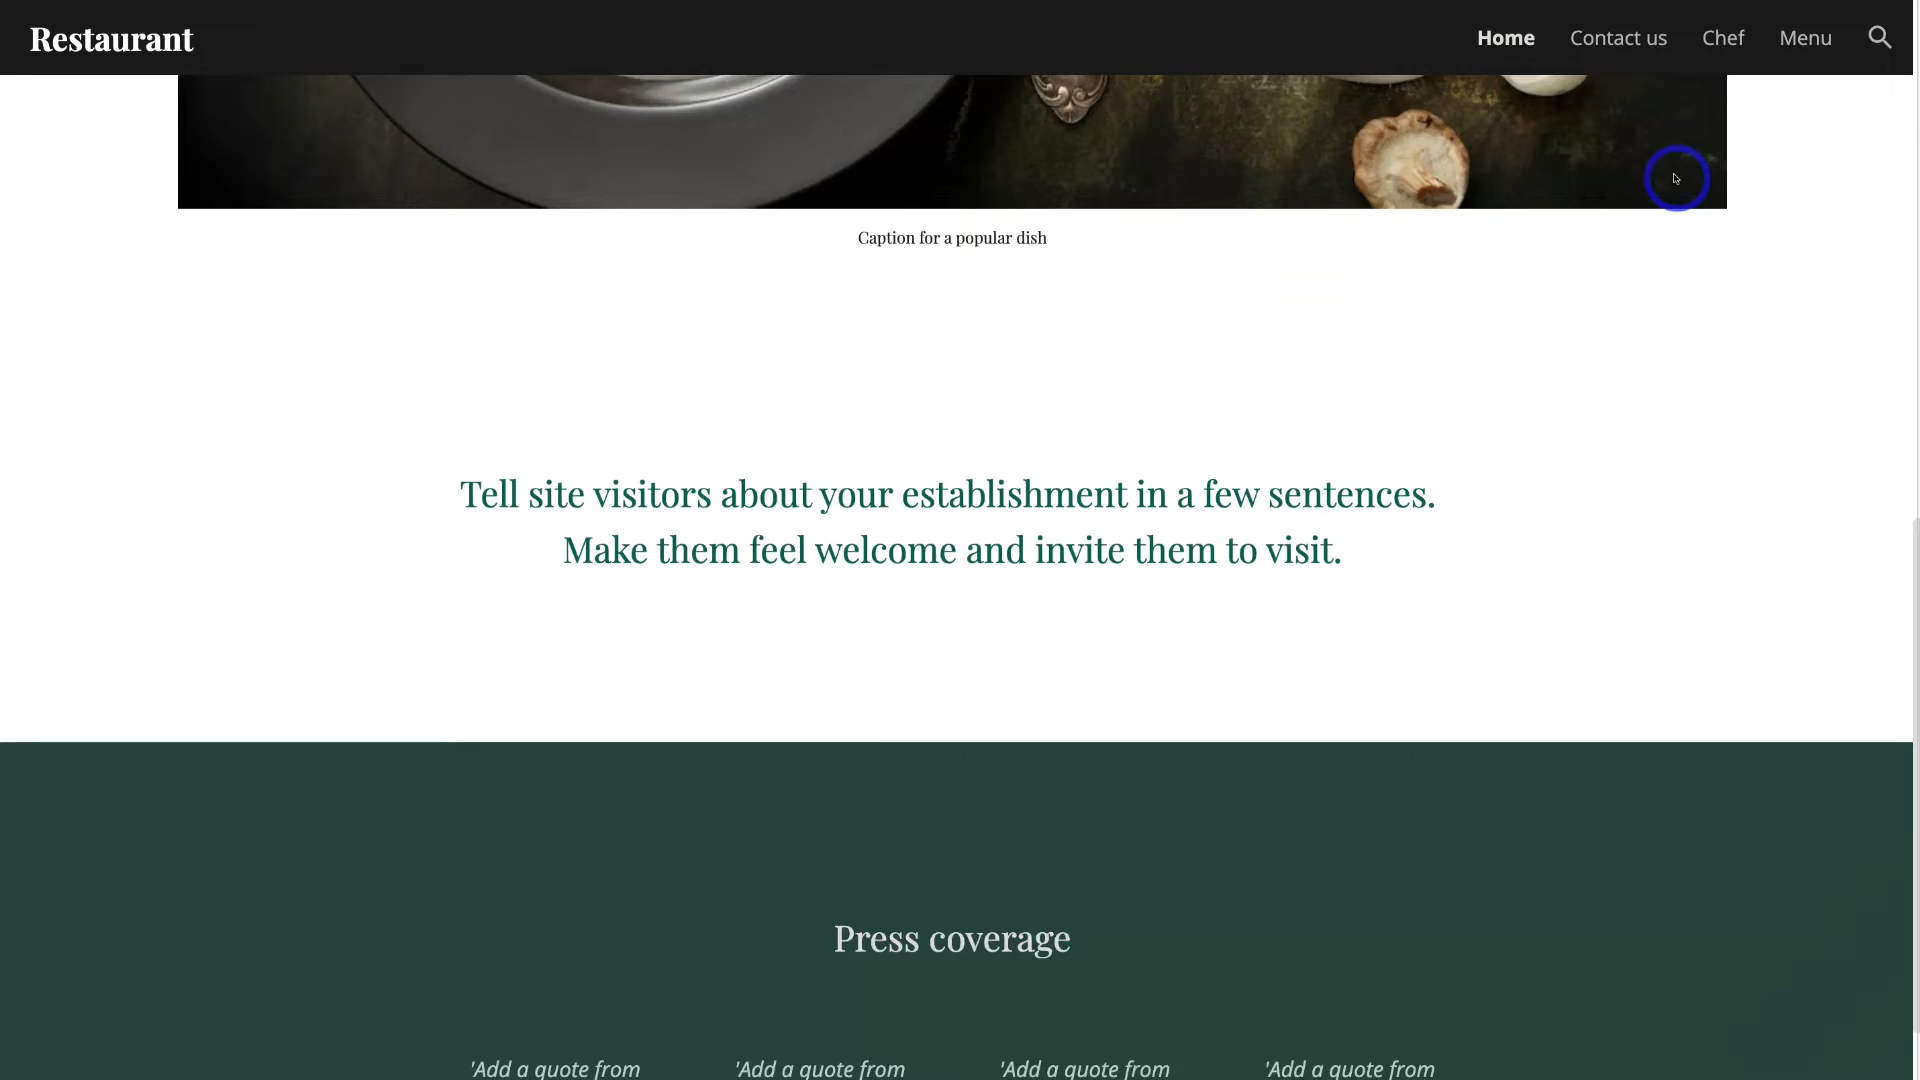 Restaurant
Home Contact us Chef Menu
Caption for a popular dish
Tell site visitors about your establishment in a few sentences.
Make them feel welcome and invite them to visit.
Press coverage
'Add a quote from 'Add a quote from 'Add a quote from 'Add a quote from